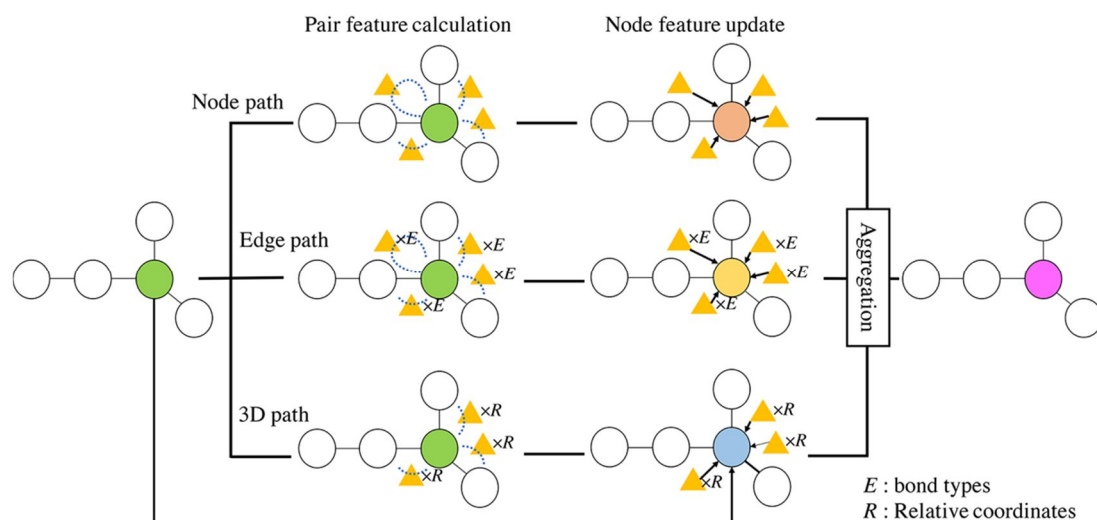 Pair feature calculation
Node feature update
Node path
Edge path
×E
×E
×E
×E
×E
×E
×E
×E
Aggregation
3D path
×R
×R
×R
×R
×R
×R
E : bond types
R : Relative coordinates